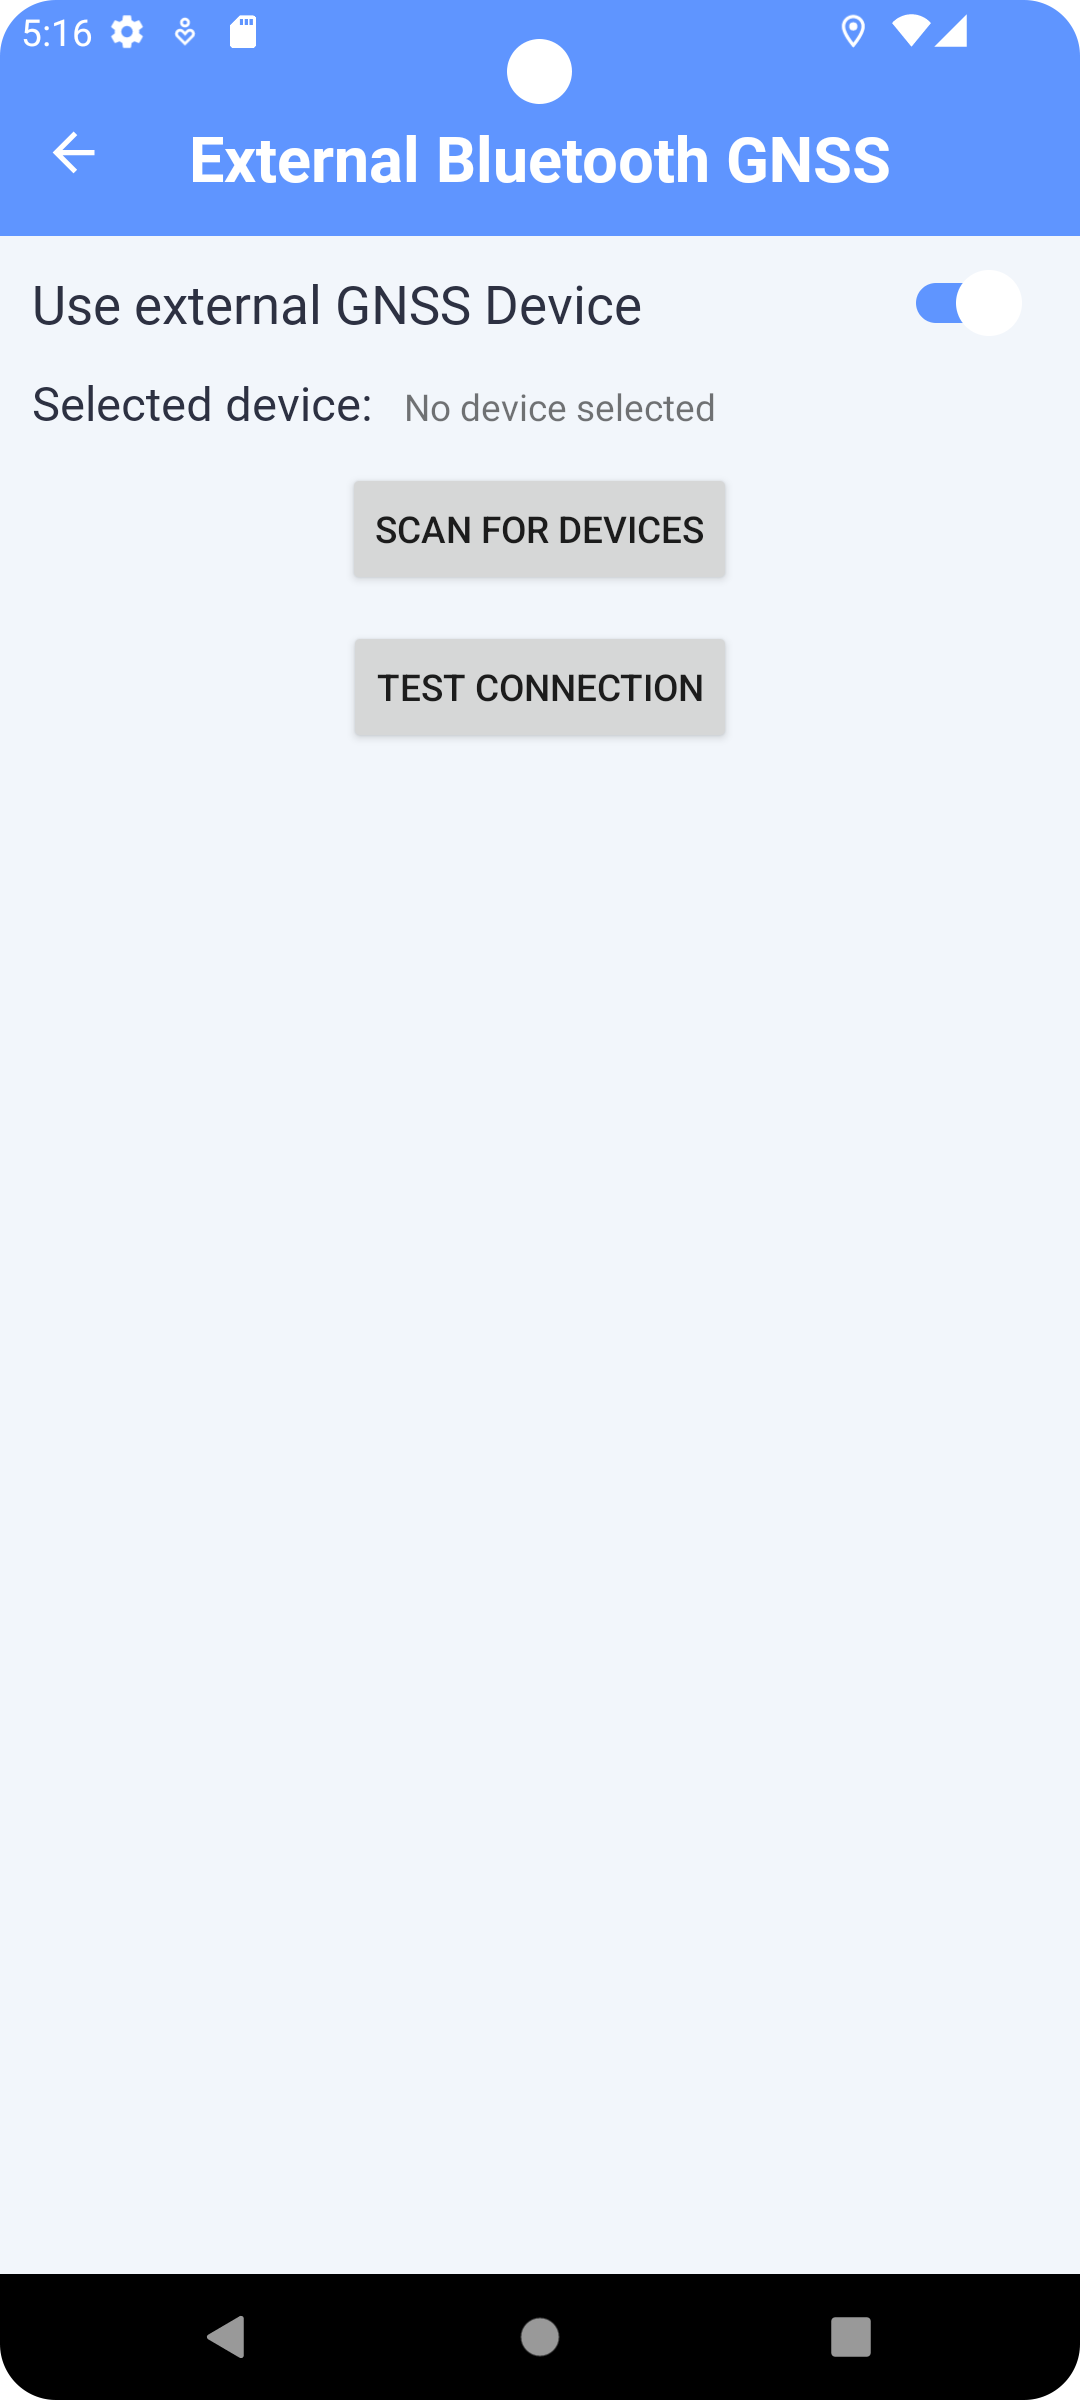 5:16
External Bluetooth GNSS
Use external GNSS Device
Selected device: No device selected
SCAN FOR DEVICES
TEST CONNECTION